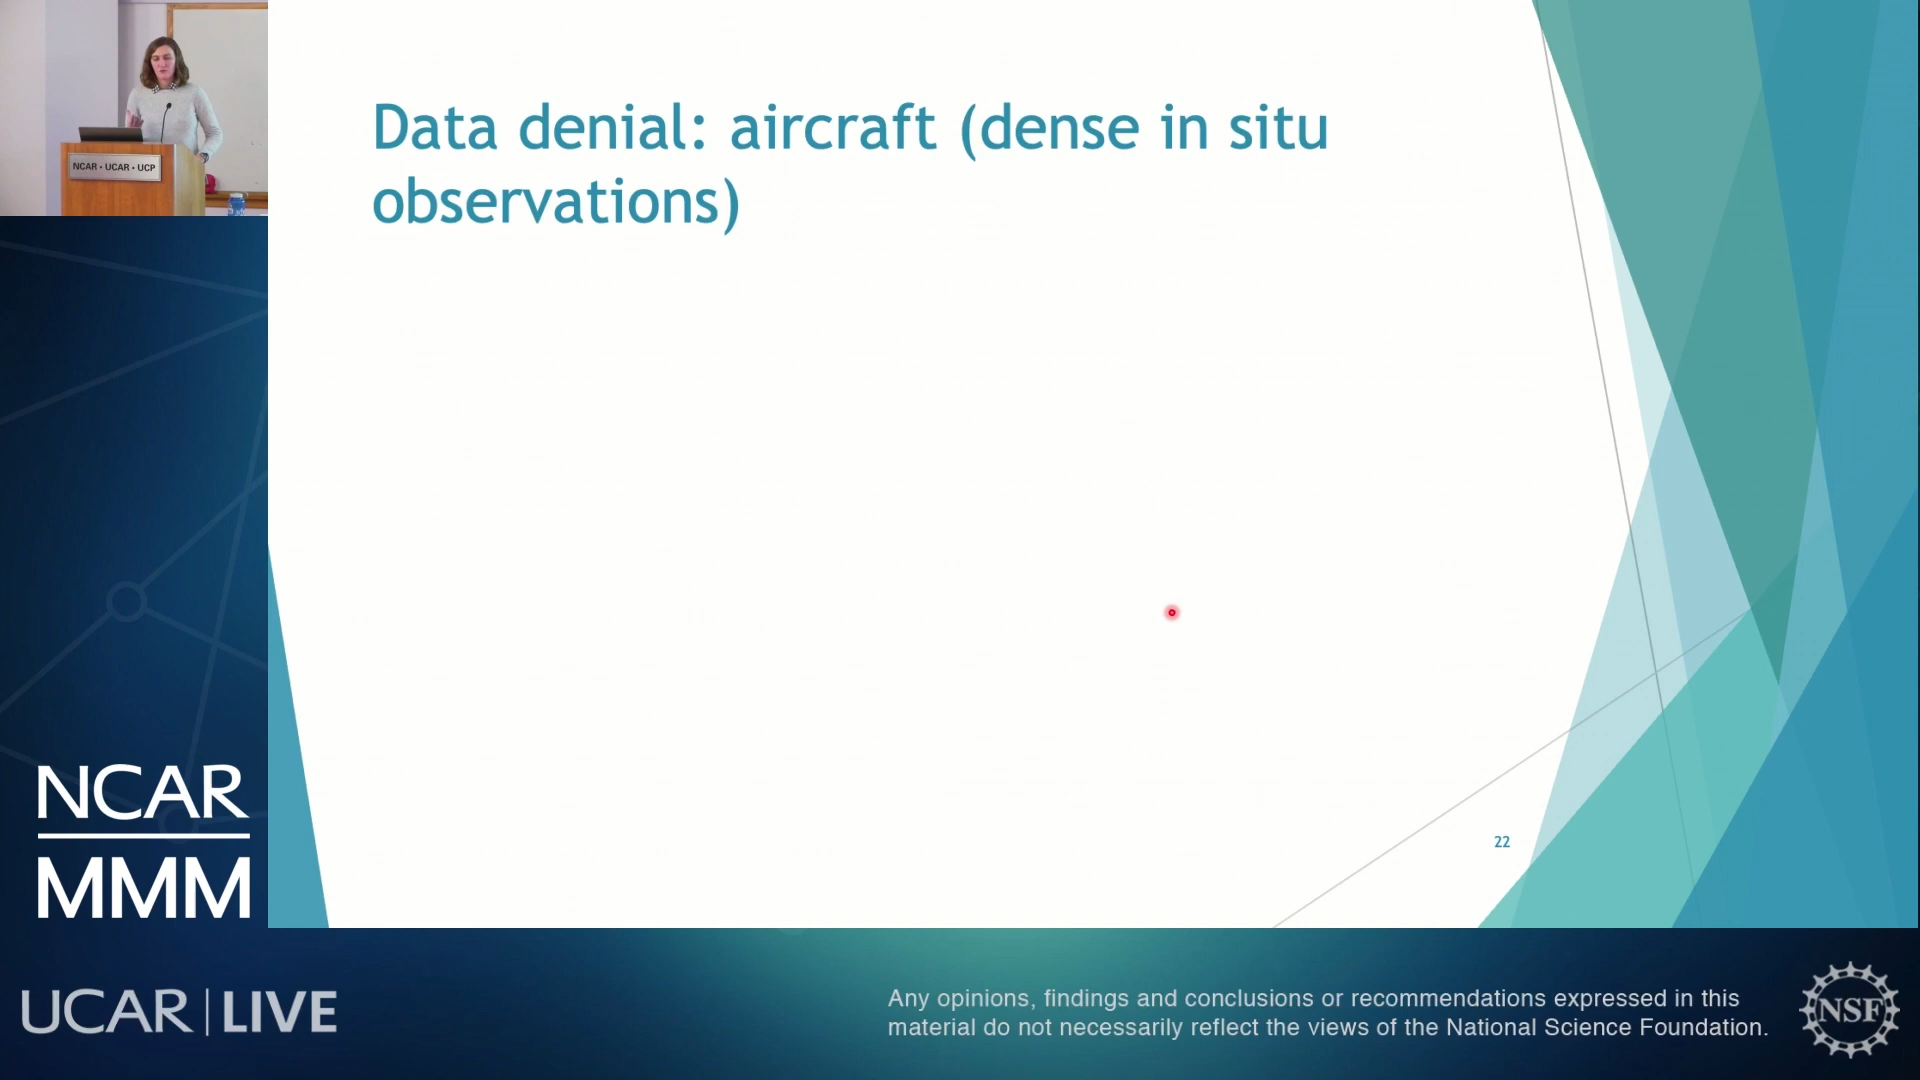 NCAR • UCAR • UCP
Data denial: aircraft (dense in situ
observations)
22
NCAR
MMM
UCAR | LIVE
Any opinions, findings and conclusions or recommendations expressed in this
material do not necessarily reflect the views of the National Science Foundation.
NSF